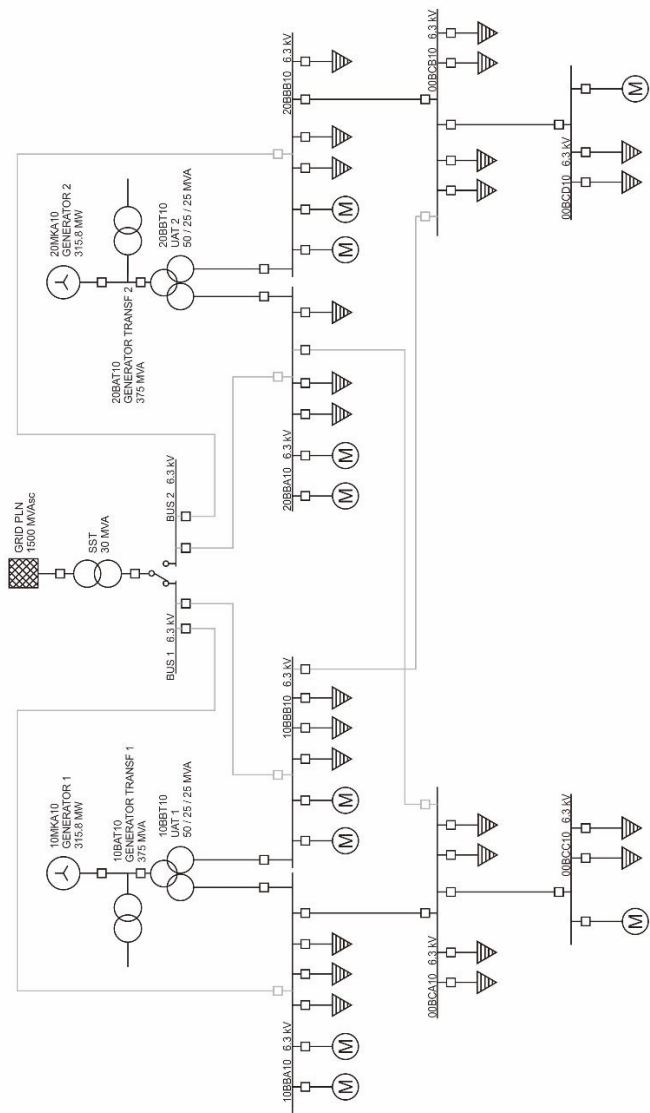 GRID PLN
1500 MVAsc
SST
30 MVA
BUS 1 6.3 kV
BUS 2 6.3 kV
10MKA10
GENERATOR 1
315.8 MW
10BAT10
GENERATOR TRANSF 1
375 MVA
10BBT10
UAT 1
50 / 25 / 25 MVA
20MKA10
GENERATOR 2
315.8 MW
20BAT10
GENERATOR TRANSF 2
375 MVA
20BBT10
UAT 2
50 / 25 / 25 MVA
10BBA10 6.3 kV
M
M
10BBB10 6.3 kV
M
M
20BBA10 6.3 kV
M
M
20BBB10 6.3 kV
M
M
00BCA10 6.3 kV
00BCB10 6.3 kV
00BCC10 6.3 kV
M
00BCD10 6.3 kV
M